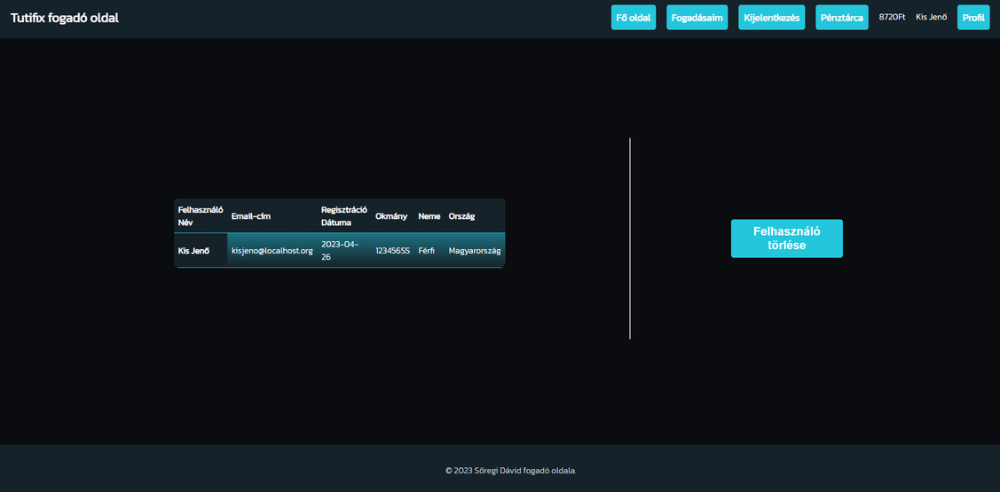 Tutifix fogadó oldal
Fő oldal Fogadásaim Kijelentkezés Pénztárca 8720Ft Kis Jenő Profil
Felhasználó Név Email-cím Regisztráció Dátuma Okmány Neme Ország
Kis Jenő kisjeno@localhost.org 2023-04-26 123456SS Férfi Magyarország
Felhasználó
törlése
© 2023 Söregi Dávid fogadó oldala.